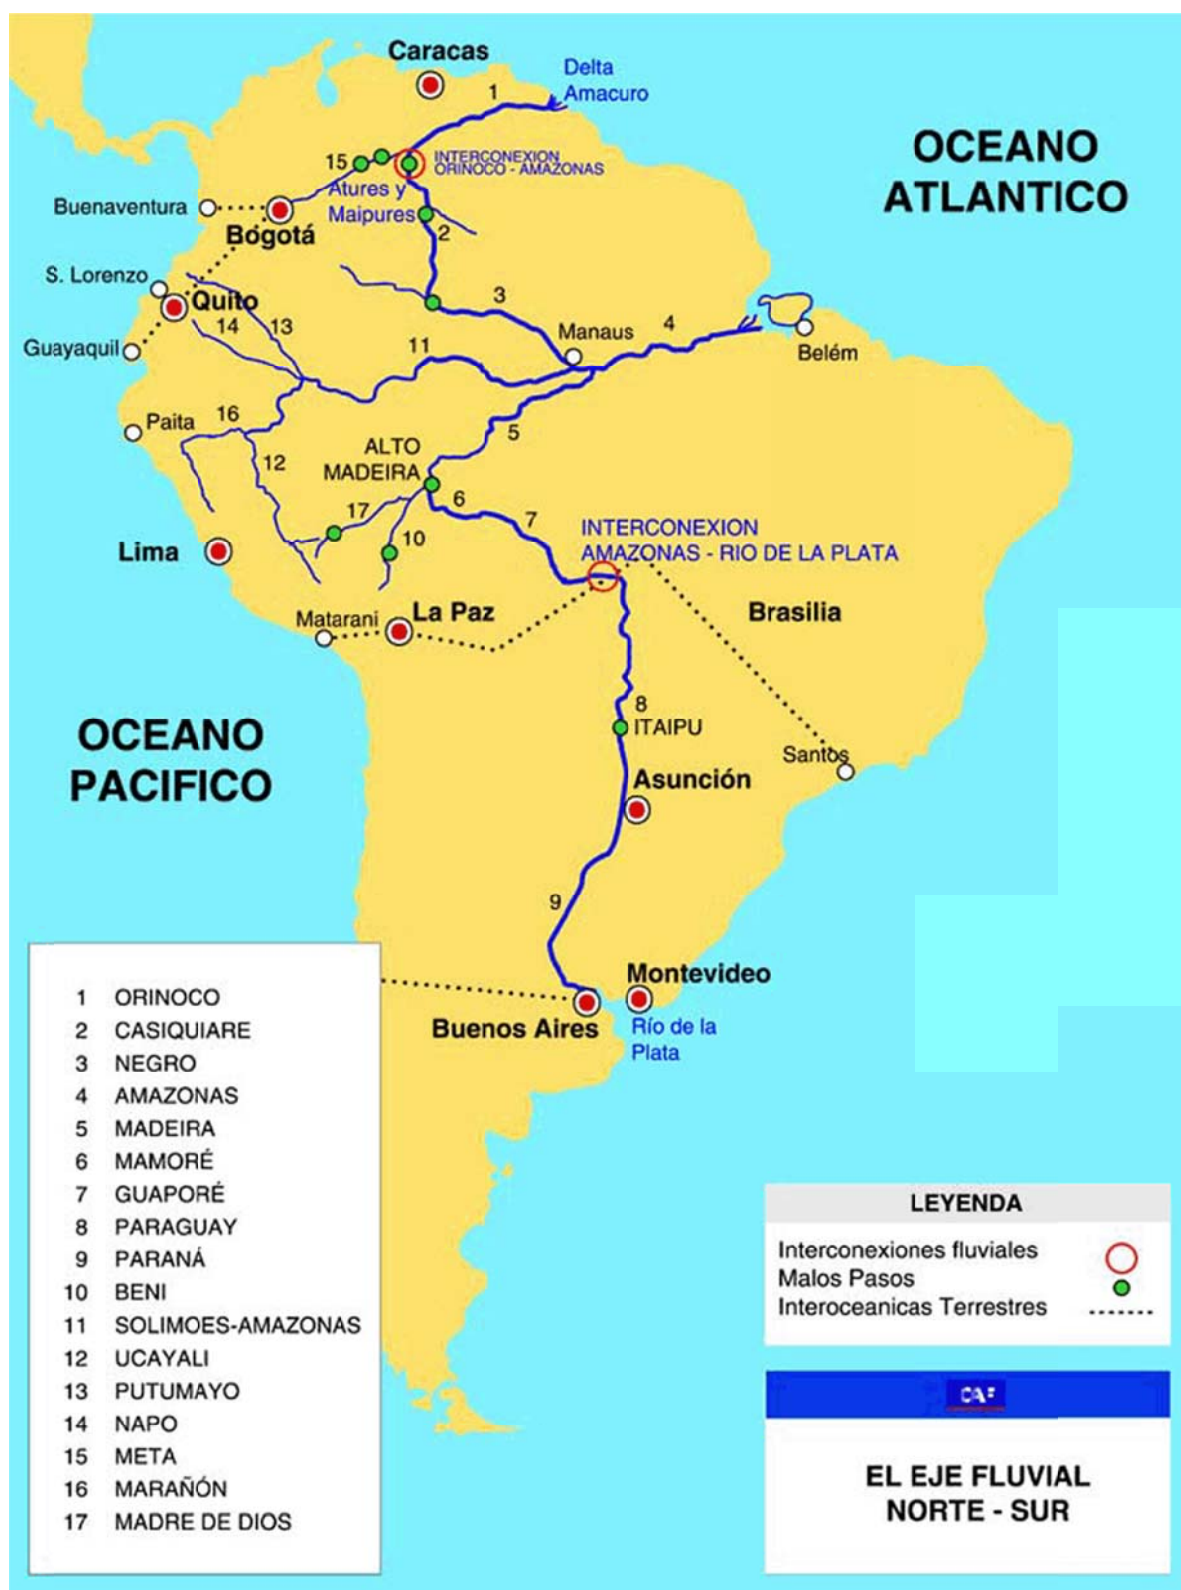 Caracas
Delta
Amacuro
1
OCEANO
ATLANTICO
15
INTERCONEXION
ORINOCO - AMAZONAS
Atures y
Maipures
Buenaventura
Bogotá
2
S. Lorenzo
Quito
3
14
13
Manaus
4
Guayaquil
11
Belém
Paita
16
5
ALTO
MADEIRA
12
6
17
7
10
INTERCONEXION
AMAZONAS - RIO DE LA PLATA
Lima
Matarani
La Paz
Brasilia
8
ITAIPU
OCEANO
PACIFICO
Santos
Asunción
9
Montevideo
Buenos Aires
Río de la
Plata
1 ORINOCO
2 CASIQUIARE
3 NEGRO
4 AMAZONAS
5 MADEIRA
6 MAMORÉ
7 GUAPORÉ
8 PARAGUAY
9 PARANÁ
10 BENI
11 SOLIMOES-AMAZONAS
12 UCAYALI
13 PUTUMAYO
14 NAPO
15 META
16 MARAÑÓN
17 MADRE DE DIOS
LEYENDA
Interconexiones fluviales
Malos Pasos
Interoceanicas Terrestres
CAF
EL EJE FLUVIAL
NORTE - SUR